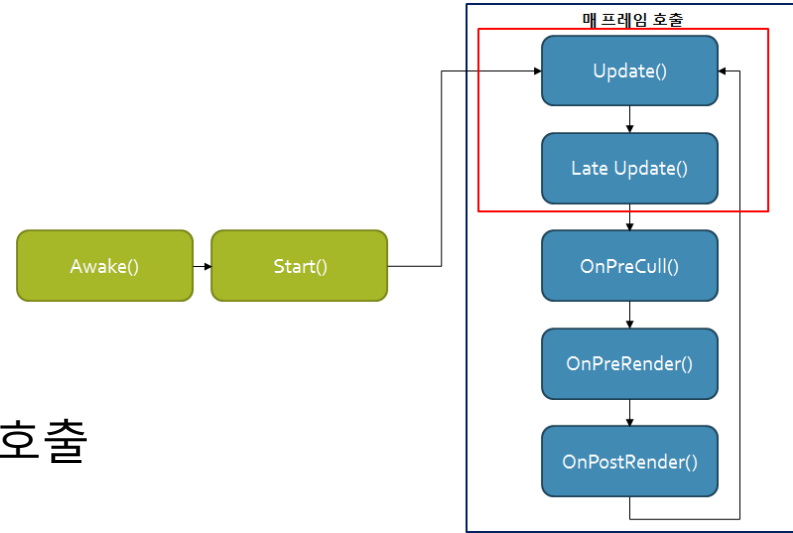 매 프레임 호출
Update()
Late Update()
Awake()
Start()
OnPreCull()
OnPreRender()
호출
OnPostRender()